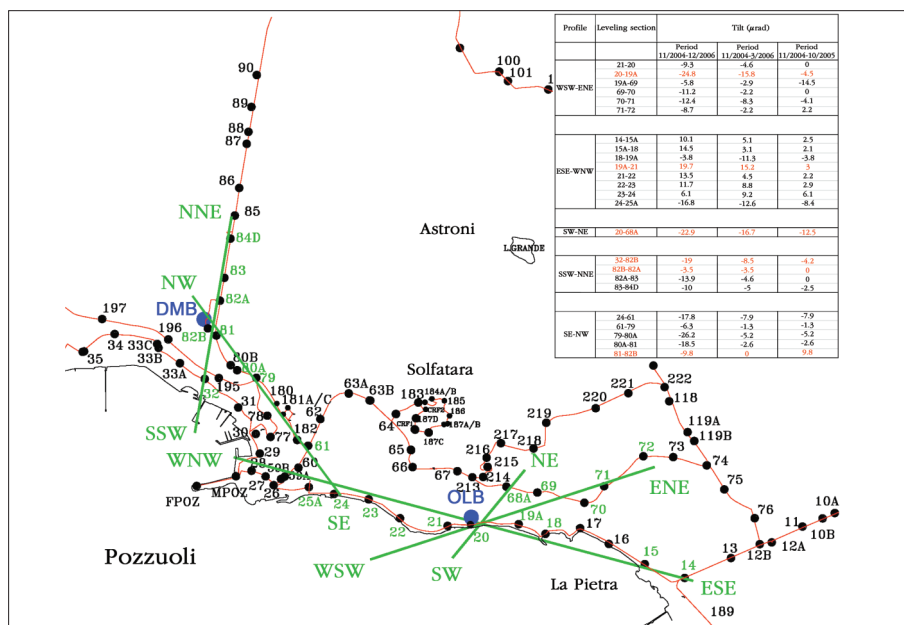 Profile Leveling section Tilt (μrad)
Period 11/2004-12/2006 Period 11/2004-3/2006 Period 11/2004-10/2005
WSW-ENE
21-20 -9.3 -4.6 0
20-19A -24.8 -15.8 -4.5
19A-69 -5.8 -2.9 -14.5
69-70 -11.2 -2.2 0
70-71 -12.4 -8.3 -4.1
71-72 -8.7 -2.2 2.2
ESE-WNW
14-15A 10.1 5.1 2.5
15A-18 14.5 3.1 2.1
18-19A -3.8 -11.3 -3.8
19A-21 19.7 15.2 3
21-22 13.5 4.5 2.2
22-23 11.7 8.8 2.9
23-24 6.1 9.2 6.1
24-25A -16.8 -12.6 -8.4
SW-NE 20-68A -22.9 -16.7 -12.5
SSW-NNE
32-82B -19 -8.5 -4.2
82B-82A -3.5 -3.5 0
82A-83 -13.9 -4.6 0
83-84D -10 -5 -2.5
SE-NW
24-61 -17.8 -7.9 -7.9
61-79 -6.3 -1.3 -1.3
79-80A -26.2 -5.2 -5.2
80A-81 -18.5 -2.6 -2.6
81-82B -9.8 0 9.8
90
100
101
1
89
88
87
86
NNE
85
84D
Astroni
L.GRANDE
83
NW
82A
DMB
197
196
82B
81
34
33C
33B
35
80B
80A
33A
195
79
32
Solfatara
63A
63B
180
181A/C
183
184A/B
185
222
221
31
78
62
64
CRF2
186
118
220
CRF1
187D
187A/B
219
SSW
30
77
182
187C
119A
119B
61
65
217
218
29
216
72
73
WNW
60
66
215
NE
74
28
59B
67
214
71
ENE
27
59A
213
68A
69
75
FPOZ
MPOZ
26
25A
24
OLB
70
23
SE
22
21
20
19A
18
17
76
10A
11
10B
16
12A
12B
Pozzuoli
WSW
SW
15
13
La Pietra
14
ESE
189